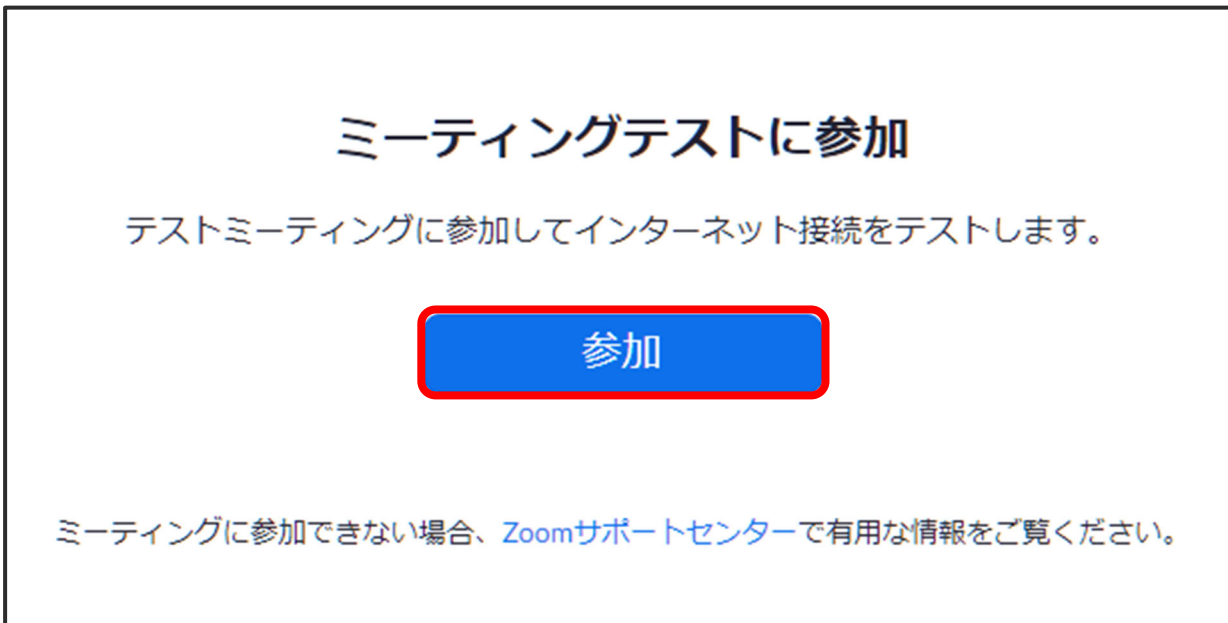 ミーティングテストに参加
テストミーティングに参加してインターネット接続をテストします。
参加
ミーティングに参加できない場合、Zoomサポートセンターで有用な情報をご覧ください。